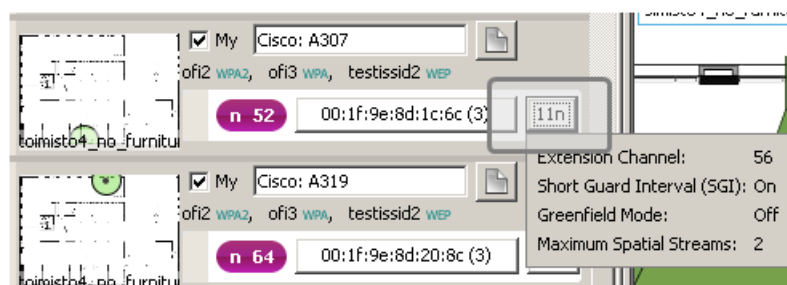 My Cisco: A307
ofi2 WPA2, ofi3 WPA, testissid2 WEP
n 52 00:1f:9e:8d:1c:6c (3) 11n
toimisto4_no_furnitu
Extension Channel: 56
Short Guard Interval (SGI): On
Greenfield Mode: Off
Maximum Spatial Streams: 2
My Cisco: A319
ofi2 WPA2, ofi3 WPA, testissid2 WEP
n 64 00:1f:9e:8d:20:8c (3)
toimisto4_no_furnitu